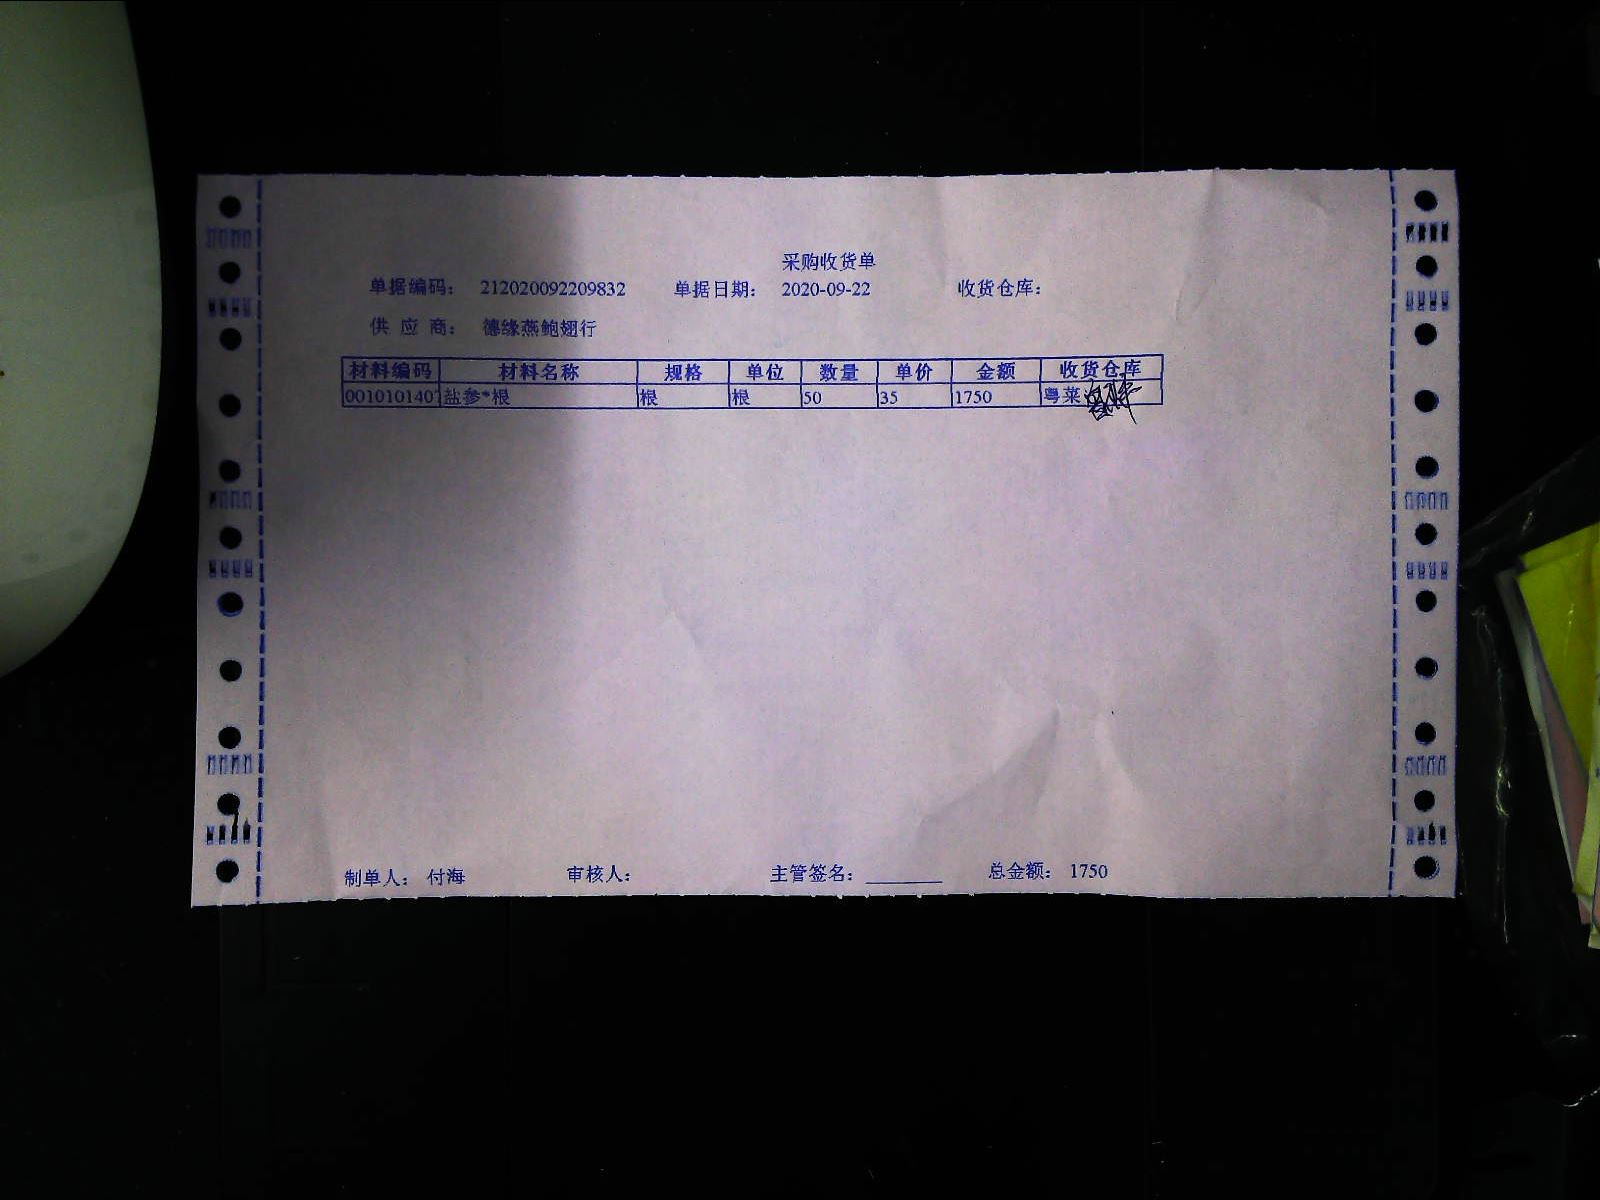 采购收货单
单据编码： 212020092209832 单据日期： 2020-09-22 收货仓库：
供 应 商： 德缘燕鲍翅行
材料编码 材料名称 规格 单位 数量 单价 金额 收货仓库
0010101407 盐参*根 根 根 50 35 1750 粤菜
制单人： 付海 审核人： 主管签名： 总金额： 1750